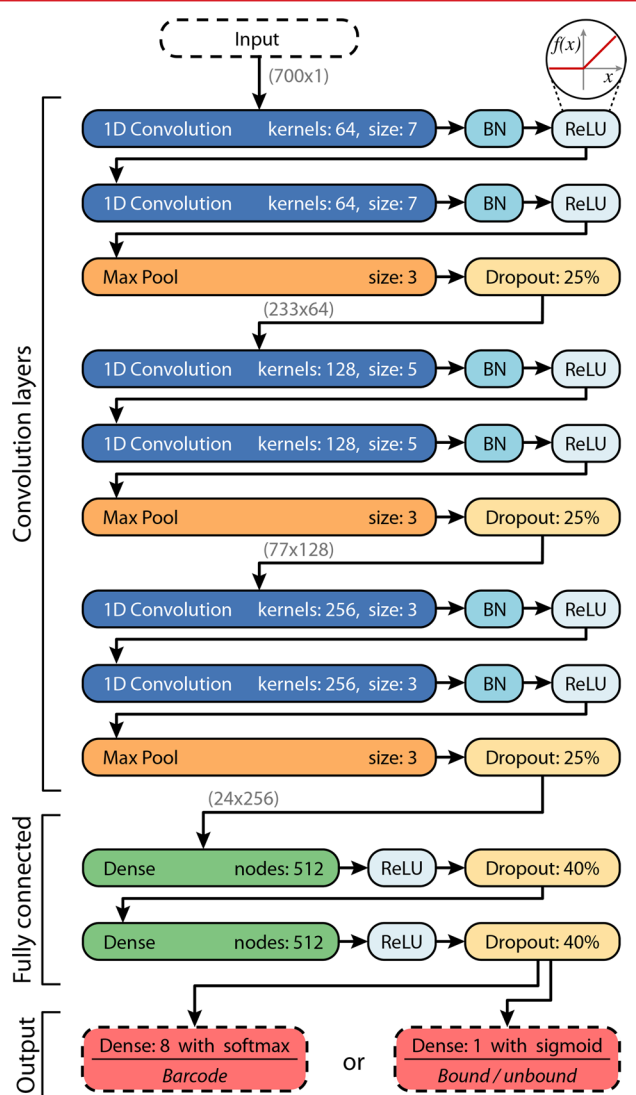 Input
f(x)
x
(700x1)
Convolution layers
1D Convolution kernels: 64, size: 7 BN ReLU
1D Convolution kernels: 64, size: 7 BN ReLU
Max Pool size: 3 Dropout: 25%
(233x64)
1D Convolution kernels: 128, size: 5 BN ReLU
1D Convolution kernels: 128, size: 5 BN ReLU
Max Pool size: 3 Dropout: 25%
(77x128)
1D Convolution kernels: 256, size: 3 BN ReLU
1D Convolution kernels: 256, size: 3 BN ReLU
Max Pool size: 3 Dropout: 25%
(24x256)
Fully connected
Dense nodes: 512 ReLU Dropout: 40%
Dense nodes: 512 ReLU Dropout: 40%
Output
Dense: 8 with softmax or Dense: 1 with sigmoid
Barcode Bound / unbound